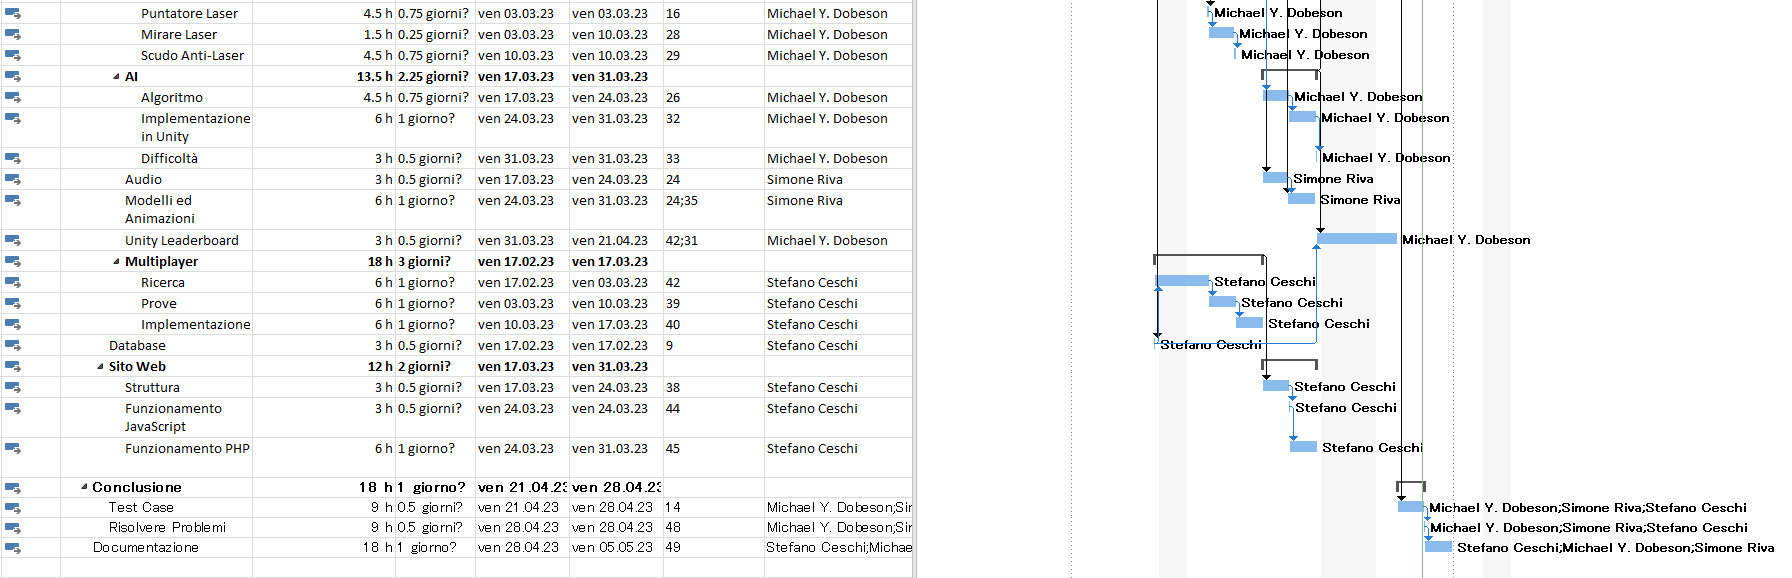 Puntatore Laser 4.5 h 0.75 giorni? ven 03.03.23 ven 03.03.23 16 Michael Y. Dobeson Michael Y. Dobeson
Mirare Laser 1.5 h 0.25 giorni? ven 03.03.23 ven 10.03.23 28 Michael Y. Dobeson Michael Y. Dobeson
Scudo Anti-Laser 4.5 h 0.75 giorni? ven 10.03.23 ven 10.03.23 29 Michael Y. Dobeson Michael Y. Dobeson
AI 13.5 h 2.25 giorni? ven 17.03.23 ven 31.03.23
Algoritmo 4.5 h 0.75 giorni? ven 17.03.23 ven 24.03.23 26 Michael Y. Dobeson Michael Y. Dobeson
Implementazione 6 h 1 giorno? ven 24.03.23 ven 31.03.23 32 Michael Y. Dobeson Michael Y. Dobeson
in Unity
Difficoltà 3 h 0.5 giorni? ven 31.03.23 ven 31.03.23 33 Michael Y. Dobeson Michael Y. Dobeson
Audio 3 h 0.5 giorni? ven 17.03.23 ven 24.03.23 24 Simone Riva Simone Riva
Modelli ed 6 h 1 giorno? ven 24.03.23 ven 31.03.23 24;35 Simone Riva Simone Riva
Animazioni
Unity Leaderboard 3 h 0.5 giorni? ven 31.03.23 ven 21.04.23 42;31 Michael Y. Dobeson Michael Y. Dobeson
Multiplayer 18 h 3 giorni? ven 17.02.23 ven 17.03.23
Ricerca 6 h 1 giorno? ven 17.02.23 ven 03.03.23 42 Stefano Ceschi Stefano Ceschi
Prove 6 h 1 giorno? ven 03.03.23 ven 10.03.23 39 Stefano Ceschi Stefano Ceschi
Implementazione 6 h 1 giorno? ven 10.03.23 ven 17.03.23 40 Stefano Ceschi Stefano Ceschi
Database 3 h 0.5 giorni? ven 17.02.23 ven 17.02.23 9 Stefano Ceschi Stefano Ceschi
Sito Web 12 h 2 giorni? ven 17.03.23 ven 31.03.23
Struttura 3 h 0.5 giorni? ven 17.03.23 ven 24.03.23 38 Stefano Ceschi Stefano Ceschi
Funzionamento 3 h 0.5 giorni? ven 24.03.23 ven 24.03.23 44 Stefano Ceschi Stefano Ceschi
JavaScript
Funzionamento PHP 6 h 1 giorno? ven 24.03.23 ven 31.03.23 45 Stefano Ceschi Stefano Ceschi
Conclusione 18 h 1 giorno? ven 21.04.23 ven 28.04.23
Test Case 9 h 0.5 giorni? ven 21.04.23 ven 28.04.23 14 Michael Y. Dobeson;Sir Michael Y. Dobeson;Simone Riva;Stefano Ceschi
Risolvere Problemi 9 h 0.5 giorni? ven 28.04.23 ven 28.04.23 48 Michael Y. Dobeson;Sir Michael Y. Dobeson;Simone Riva;Stefano Ceschi
Documentazione 18 h 1 giorno? ven 28.04.23 ven 05.05.23 49 Stefano Ceschi;Michae Stefano Ceschi;Michael Y. Dobeson;Simone Riva